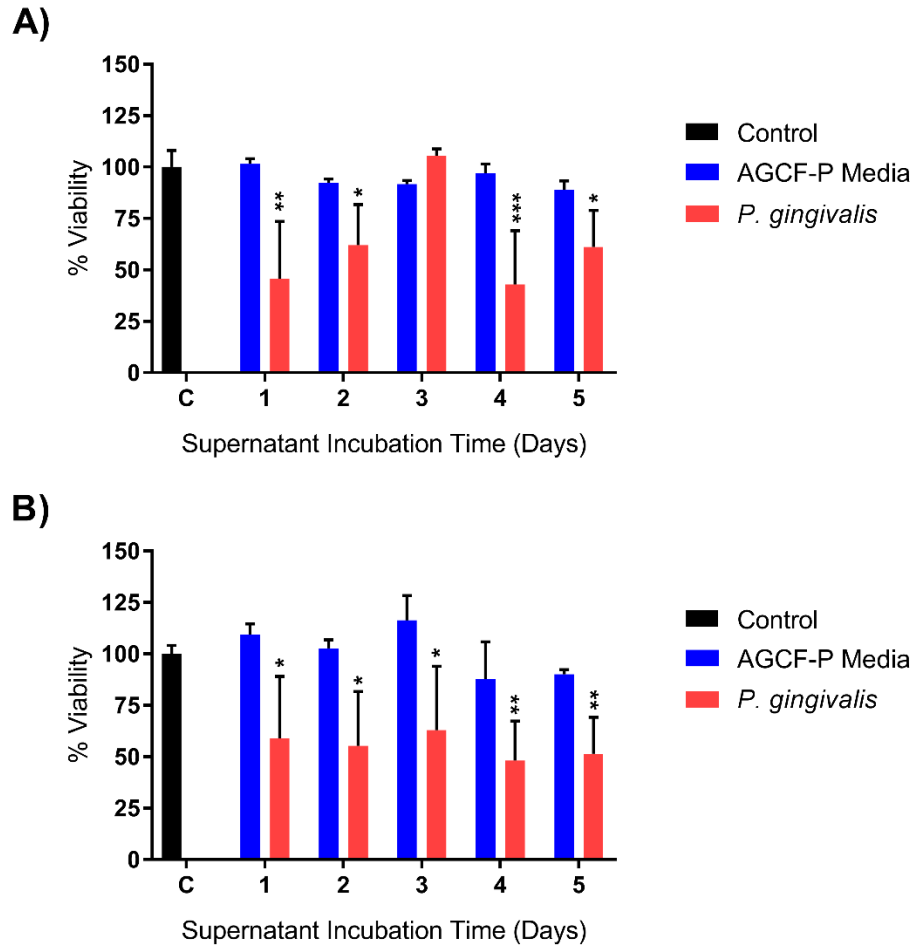 A)
150
125
100
75
50
25
0
% Viability
**
*
***
*
C 1 2 3 4 5
Supernatant Incubation Time (Days)
Control
AGCF-P Media
P. gingivalis
B)
150
125
100
75
50
25
0
% Viability
*
*
*
**
**
C 1 2 3 4 5
Supernatant Incubation Time (Days)
Control
AGCF-P Media
P. gingivalis